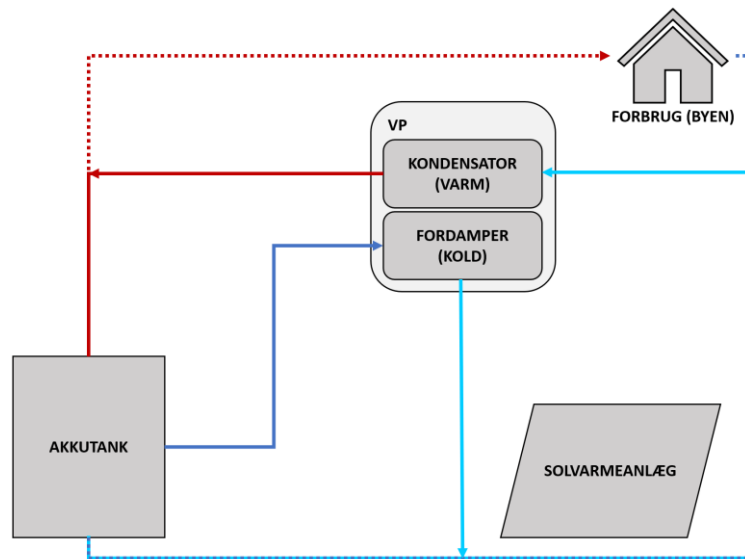 FORBRUG (BYEN)
VP
KONDENSATOR
(VARM)
FORDAMPER
(KOLD)
AKKUTANK
SOLVARMEANLÆG